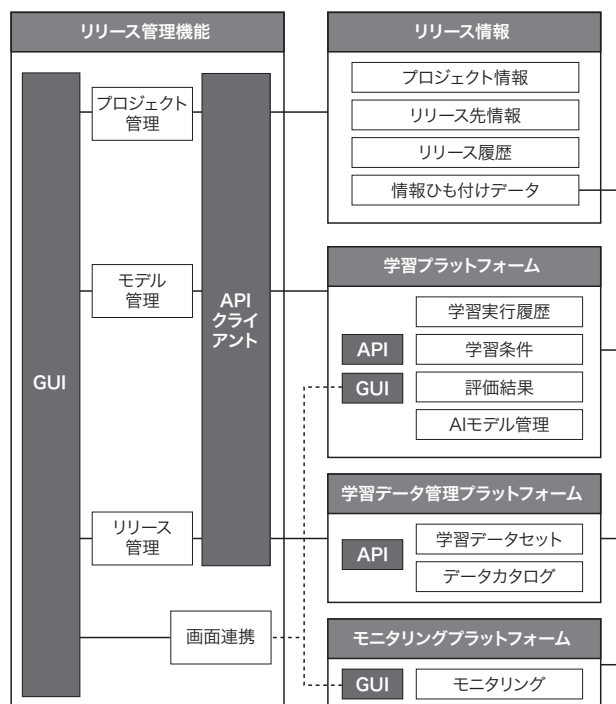 リリース管理機能
GUI
プロジェクト
管理
モデル
管理
リリース
管理
画面連携
API
クライ
アント
リリース情報
プロジェクト情報
リリース先情報
リリース履歴
情報ひも付けデータ
学習プラットフォーム
API
GUI
学習実行履歴
学習条件
評価結果
AIモデル管理
学習データ管理プラットフォーム
API
学習データセット
データカタログ
モニタリングプラットフォーム
GUI
モニタリング